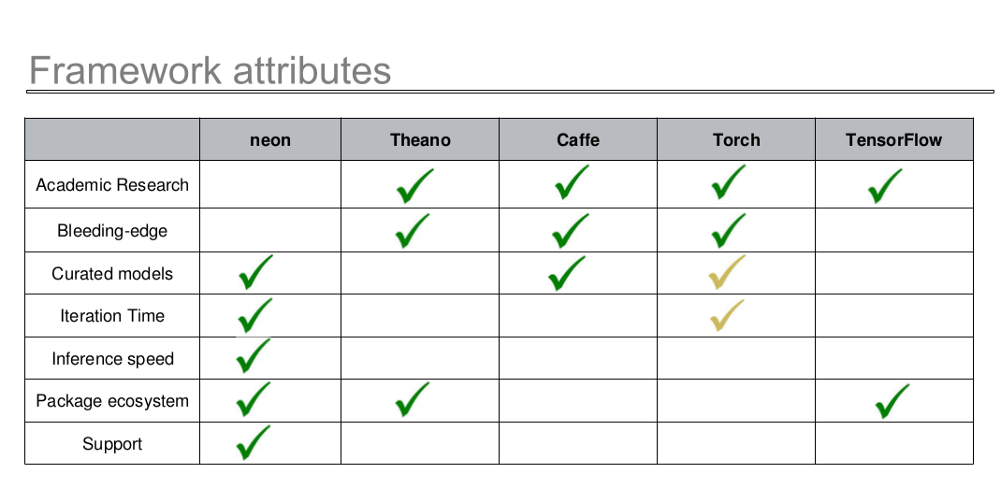 Framework attributes
neon Theano Caffe Torch TensorFlow
Academic Research
Bleeding-edge
Curated models
Iteration Time
Inference speed
Package ecosystem
Support